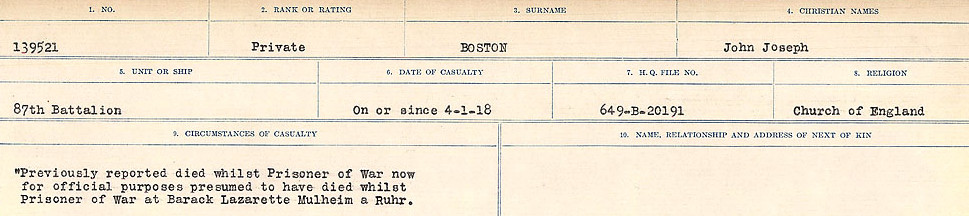 1. NO. 2. RANK OR RATING 3. SURNAME 4. CHRISTIAN NAMES
139521 Private BOSTON John Joseph
5. UNIT OR SHIP 6. DATE OF CASUALTY 7. H.Q. FILE NO. 8. RELIGION
87th Battalion On or since 4-1-18 649-B-20191 Church of England
9. CIRCUMSTANCES OF CASUALTY 10. NAME, RELATIONSHIP AND ADDRESS OF NEXT OF KIN
"Previously reported died whilst Prisoner of War now
for official purposes presumed to have died whilst
Prisoner of War at Barack Lazarette Mulheim a Ruhr.